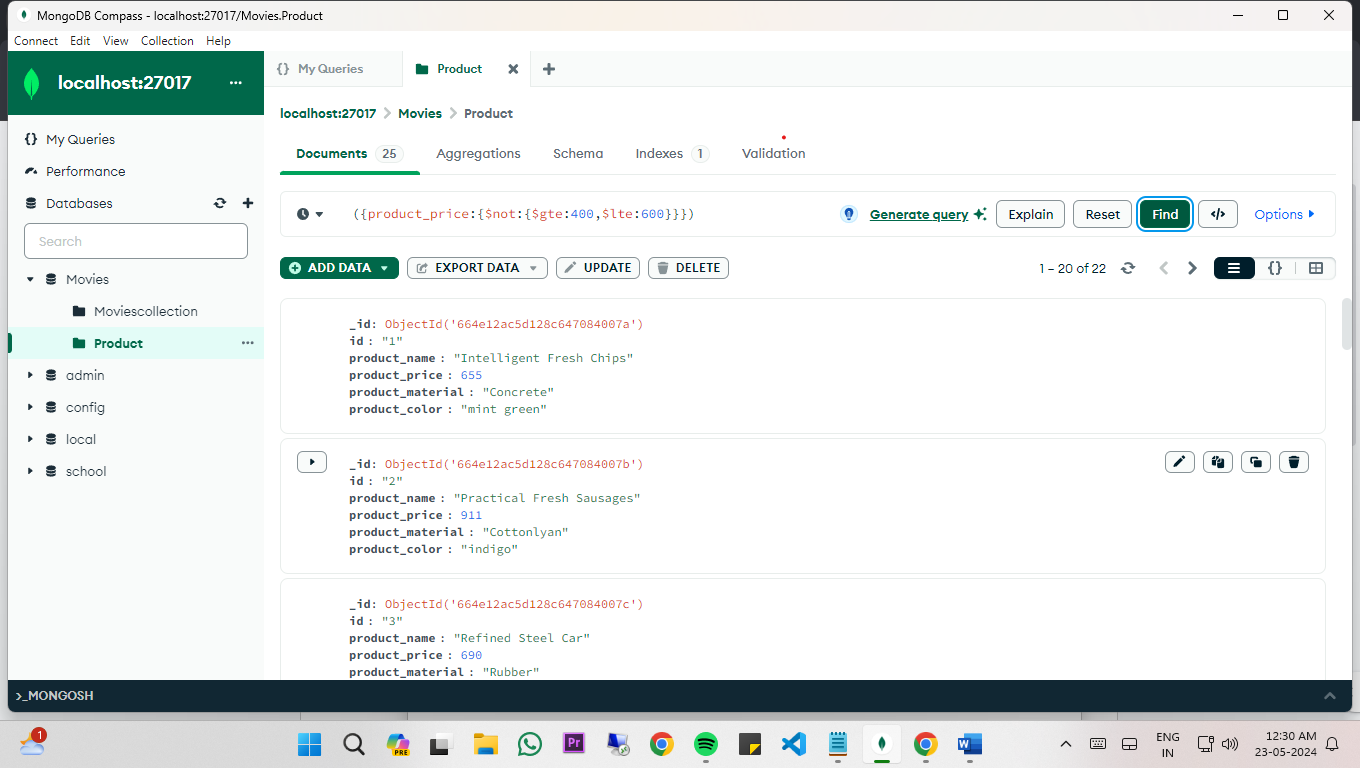 MongoDB Compass - localhost:27017/Movies.Product
Connect Edit View Collection Help
localhost:27017
My Queries
Performance
Databases
Search
Movies
Moviescollection
Product
admin
config
local
school
{} My Queries
Product
localhost:27017 > Movies > Product
Documents 25 Aggregations Schema Indexes 1 Validation
({product_price:{$not:{$gte:400,$lte:600}}})
Generate query Explain Reset Find </> Options
ADD DATA EXPORT DATA UPDATE DELETE
1 – 20 of 22
_id: ObjectId('664e12ac5d128c647084007a')
id : "1"
product_name : "Intelligent Fresh Chips"
product_price : 655
product_material : "Concrete"
product_color : "mint green"
_id: ObjectId('664e12ac5d128c647084007b')
id : "2"
product_name : "Practical Fresh Sausages"
product_price : 911
product_material : "Cottonlyan"
product_color : "indigo"
_id: ObjectId('664e12ac5d128c647084007c')
id : "3"
product_name : "Refined Steel Car"
product_price : 690
product_material : "Rubber"
>_MONGOSH
1
PRE
Pr
W
ENG
IN
12:30 AM
23-05-2024